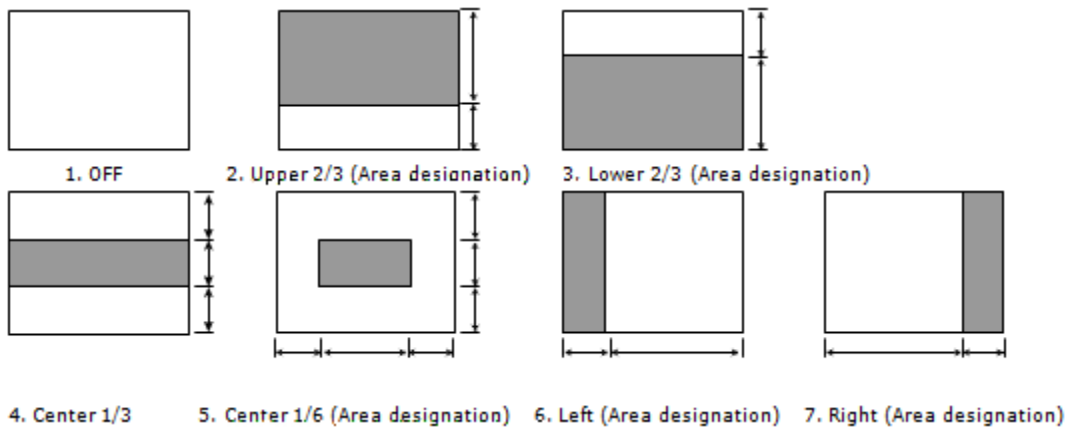 1. OFF
2. Upper 2/3 (Area designation)
3. Lower 2/3 (Area designation)
4. Center 1/3
5. Center 1/6 (Area designation)
6. Left (Area designation)
7. Right (Area designation)